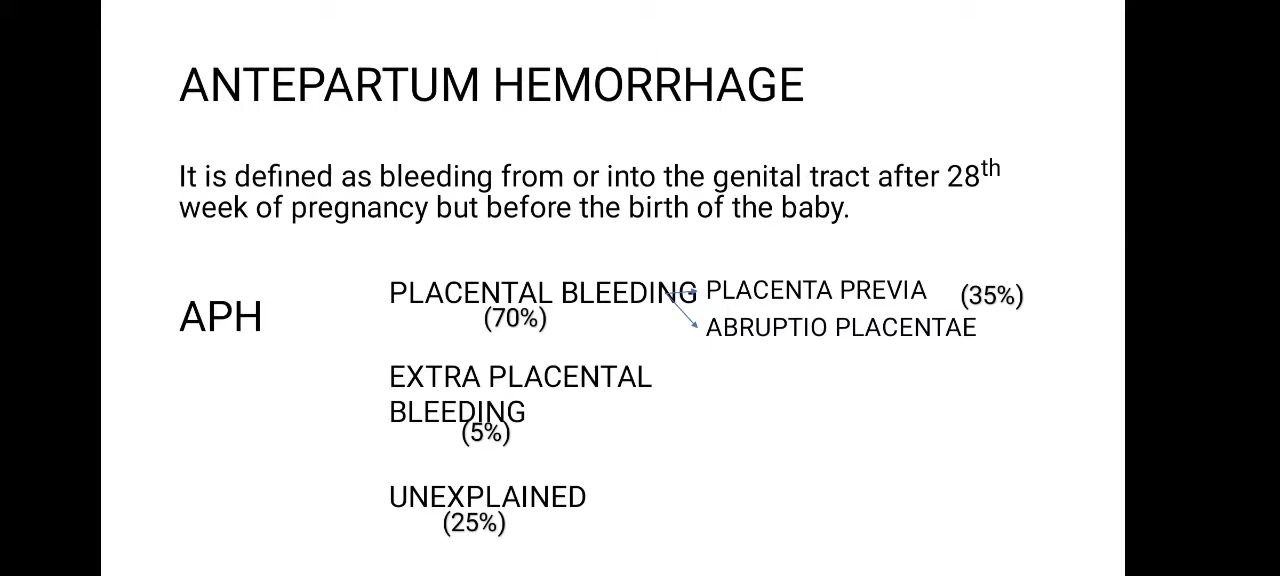 ANTEPARTUM HEMORRHAGE
It is defined as bleeding from or into the genital tract after 28th
week of pregnancy but before the birth of the baby.
APH
PLACENTAL BLEEDING
(70%)
PLACENTA PREVIA (35%)
ABRUPTIO PLACENTAE
EXTRA PLACENTAL
BLEEDING
(5%)
UNEXPLAINED
(25%)